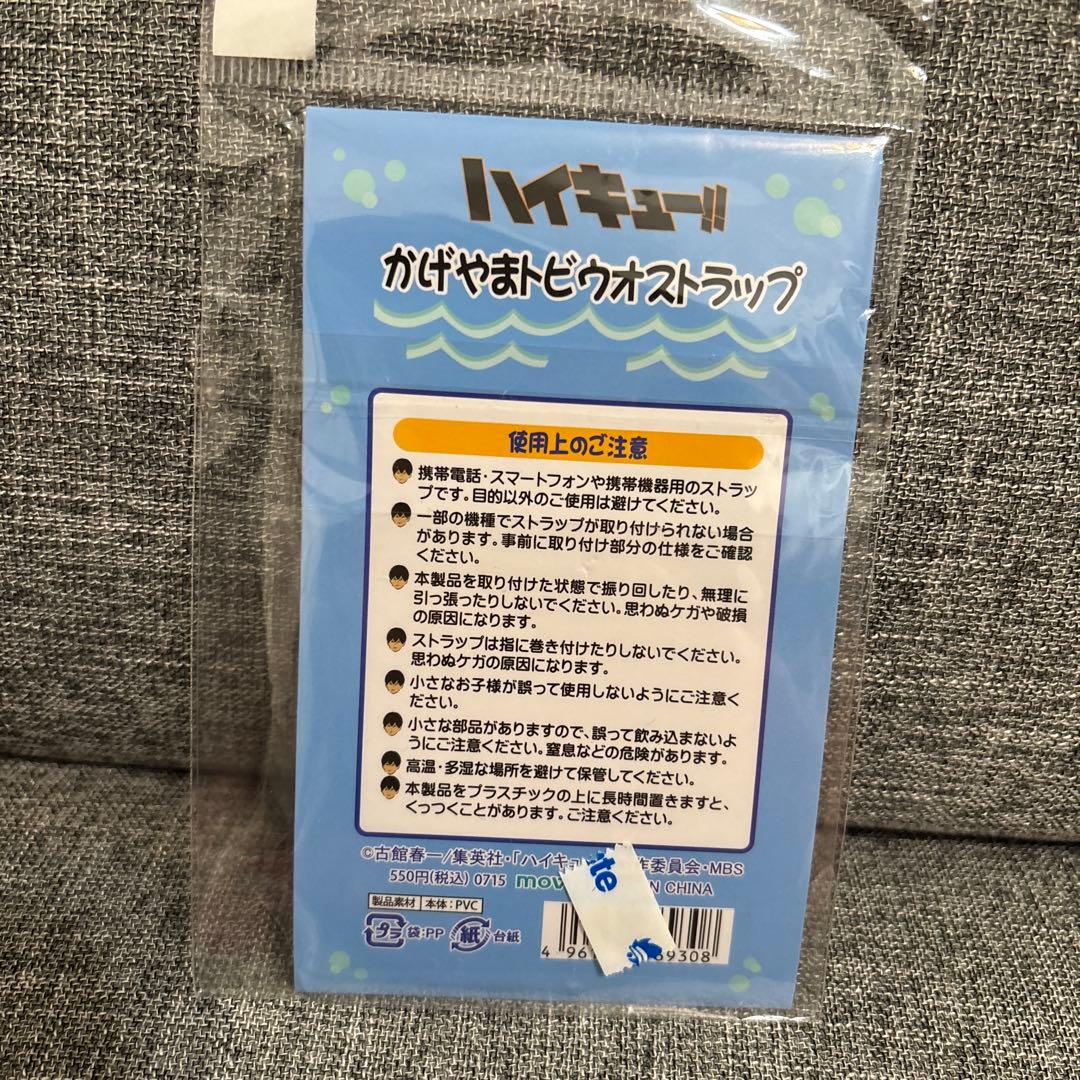 ハイキュー!!
かげやまトビウオストラップ
使用上のご注意
携帯電話・スマートフォンや携帯機器用のストラッ
プです。目的以外のご使用は避けてください。
一部の機種でストラップが取り付けられない場合
があります。事前に取り付け部分の仕様をご確認
ください。
本製品を取り付けた状態で振り回したり、無理に
引っ張ったりしないでください。思わぬケガや破損
の原因になります。
ストラップは指に巻き付けたりしないでください。
思わぬケガの原因になります。
小さなお子様が誤って使用しないようにご注意く
ださい。
小さな部品がありますので、誤って飲み込まないよ
うにご注意ください。窒息などの危険があります。
高温・多湿な場所を避けて保管してください。
本製品をプラスチックの上に長時間置きますと、
くっつくことがあります。ご注意ください。
©古館春一/集英社・「ハイキュ 作委員会・MBS
550円(税込) 0715 mov N CHINA
製品素材 本体:PVC
プラ 袋:PP 紙 台紙
4 961 69308
te